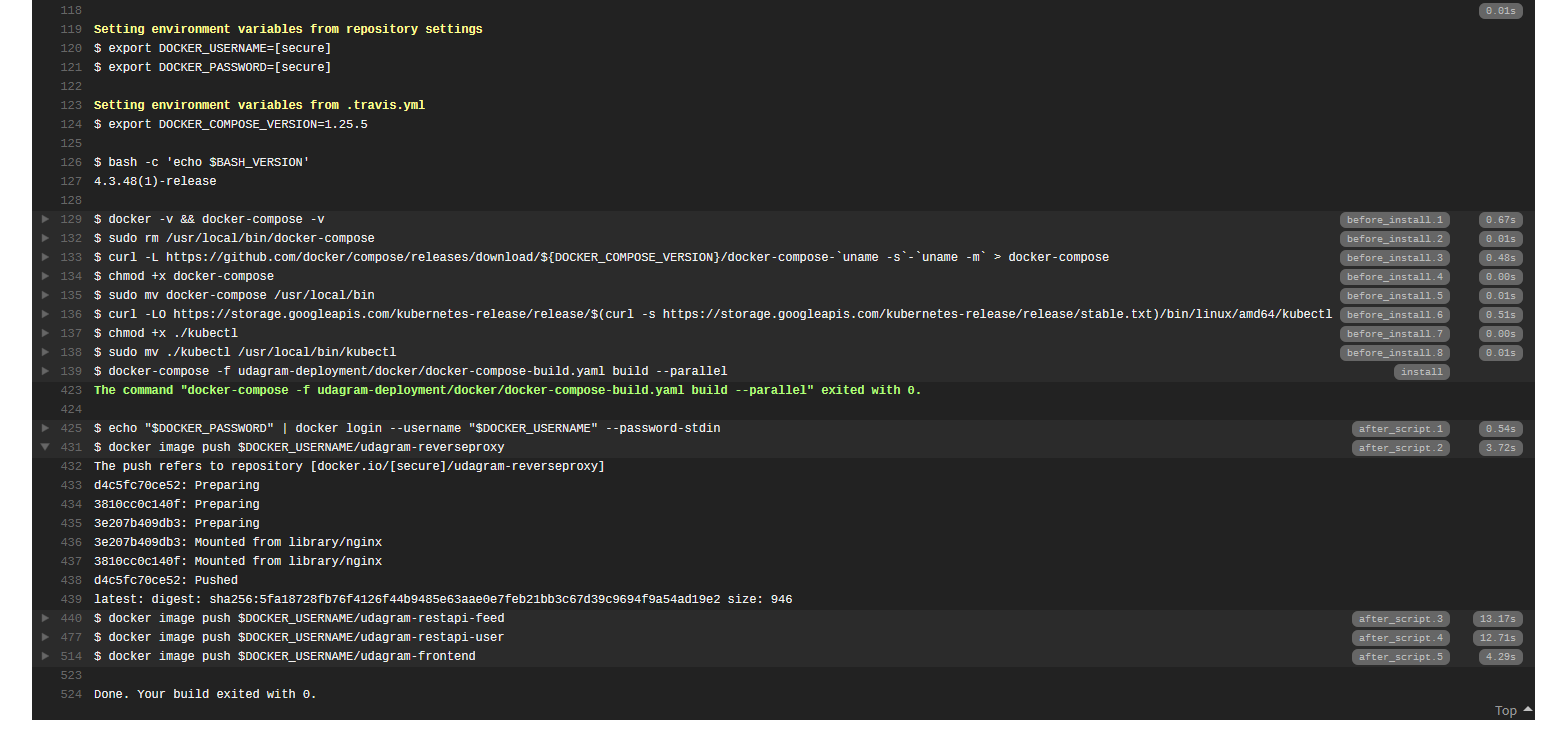 118 0.01s
119 Setting environment variables from repository settings
120 $ export DOCKER_USERNAME=[secure]
121 $ export DOCKER_PASSWORD=[secure]
122
123 Setting environment variables from .travis.yml
124 $ export DOCKER_COMPOSE_VERSION=1.25.5
125
126 $ bash -c 'echo $BASH_VERSION'
127 4.3.48(1)-release
128
129 $ docker -v && docker-compose -v before_install.1 0.67s
132 $ sudo rm /usr/local/bin/docker-compose before_install.2 0.01s
133 $ curl -L https://github.com/docker/compose/releases/download/${DOCKER_COMPOSE_VERSION}/docker-compose-`uname -s`-`uname -m` > docker-compose before_install.3 0.48s
134 $ chmod +x docker-compose before_install.4 0.00s
135 $ sudo mv docker-compose /usr/local/bin before_install.5 0.01s
136 $ curl -LO https://storage.googleapis.com/kubernetes-release/release/$(curl -s https://storage.googleapis.com/kubernetes-release/release/stable.txt)/bin/linux/amd64/kubectl before_install.6 0.51s
137 $ chmod +x ./kubectl before_install.7 0.00s
138 $ sudo mv ./kubectl /usr/local/bin/kubectl before_install.8 0.01s
139 $ docker-compose -f udagram-deployment/docker/docker-compose-build.yaml build --parallel install
423 The command "docker-compose -f udagram-deployment/docker/docker-compose-build.yaml build --parallel" exited with 0.
424
425 $ echo "$DOCKER_PASSWORD" | docker login --username "$DOCKER_USERNAME" --password-stdin after_script.1 0.54s
431 $ docker image push $DOCKER_USERNAME/udagram-reverseproxy after_script.2 3.72s
432 The push refers to repository [docker.io/[secure]/udagram-reverseproxy]
433 d4c5fc70ce52: Preparing
434 3810cc0c140f: Preparing
435 3e207b409db3: Preparing
436 3e207b409db3: Mounted from library/nginx
437 3810cc0c140f: Mounted from library/nginx
438 d4c5fc70ce52: Pushed
439 latest: digest: sha256:5fa18728fb76f4126f44b9485e63aae0e7feb21bb3c67d39c9694f9a54ad19e2 size: 946
440 $ docker image push $DOCKER_USERNAME/udagram-restapi-feed after_script.3 13.17s
477 $ docker image push $DOCKER_USERNAME/udagram-restapi-user after_script.4 12.71s
514 $ docker image push $DOCKER_USERNAME/udagram-frontend after_script.5 4.29s
523
524 Done. Your build exited with 0.
Top